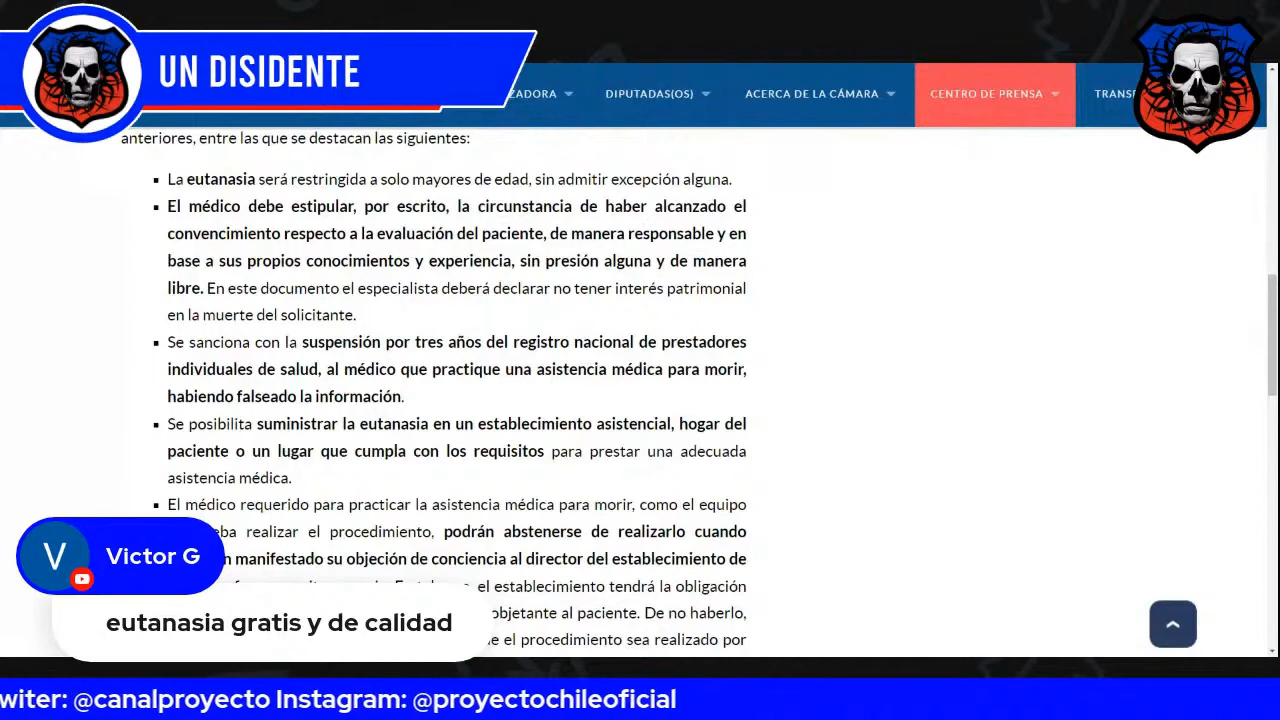 UN DISIDENTE
ZADORA
DIPUTADAS(OS)
ACERCA DE LA CÁMARA
CENTRO DE PRENSA
TRANSP
anteriores, entre las que se destacan las siguientes:
▪ La eutanasia será restringida a solo mayores de edad, sin admitir excepción alguna.
▪ El médico debe estipular, por escrito, la circunstancia de haber alcanzado el
convencimiento respecto a la evaluación del paciente, de manera responsable y en
base a sus propios conocimientos y experiencia, sin presión alguna y de manera
libre. En este documento el especialista deberá declarar no tener interés patrimonial
en la muerte del solicitante.
▪ Se sanciona con la suspensión por tres años del registro nacional de prestadores
individuales de salud, al médico que practique una asistencia médica para morir,
habiendo falseado la información.
▪ Se posibilita suministrar la eutanasia en un establecimiento asistencial, hogar del
paciente o un lugar que cumpla con los requisitos para prestar una adecuada
asistencia médica.
▪ El médico requerido para practicar la asistencia médica para morir, como el equipo
eba realizar el procedimiento, podrán abstenerse de realizarlo cuando
n manifestado su objeción de conciencia al director del establecimiento de
el establecimiento tendrá la obligación
objetante al paciente. De no haberlo,
e el procedimiento sea realizado por
V
Victor G
eutanasia gratis y de calidad
witer: @canalproyecto Instagram: @proyectochileoficial